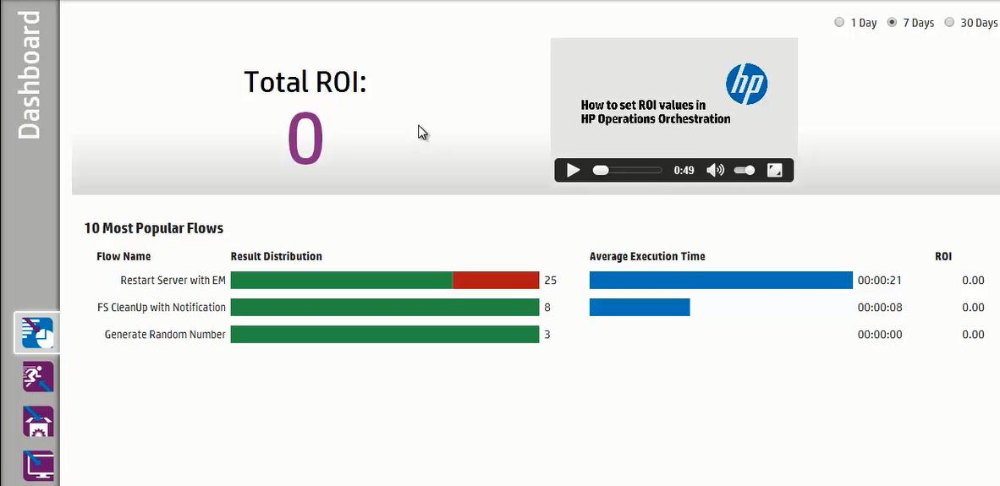 Dashboard
1 Day 7 Days 30 Days
Total ROI:
0
hp
How to set ROI values in
HP Operations Orchestration
0:49
10 Most Popular Flows
Flow Name Result Distribution Average Execution Time ROI
Restart Server with EM 25 00:00:21 0.00
FS CleanUp with Notification 8 00:00:08 0.00
Generate Random Number 3 00:00:00 0.00